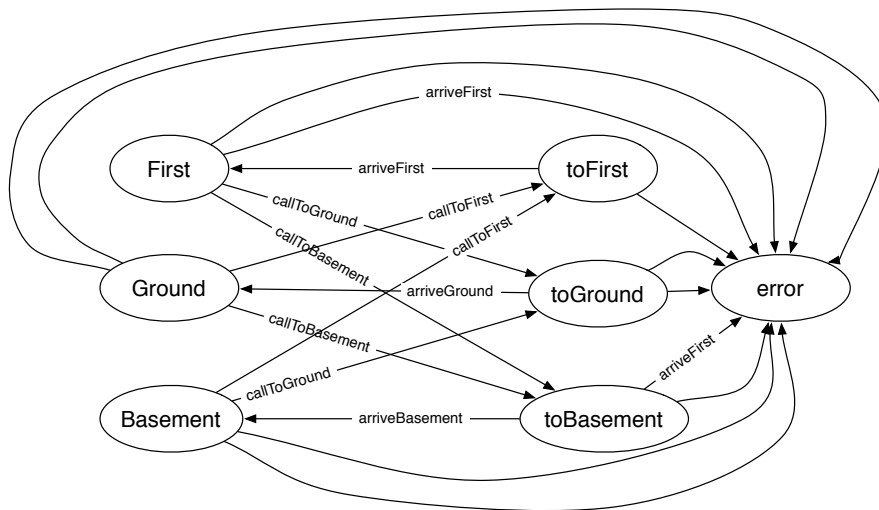 arriveFirst
First
arriveFirst
toFirst
callToGround
callToFirst
callToFirst
callToBasement
Ground
arriveGround
toGround
error
callToBasement
arriveFirst
callToGround
Basement
arriveBasement
toBasement